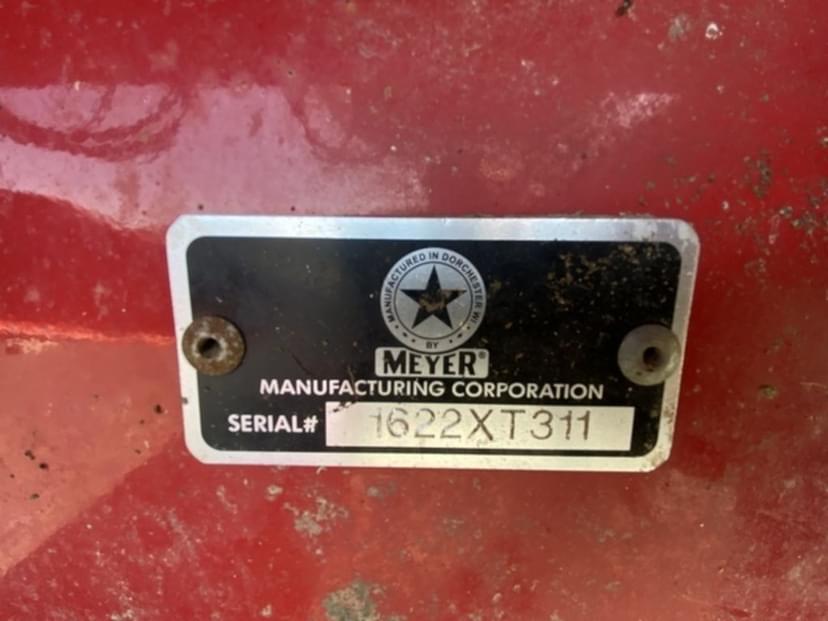 MANUFACTURED IN DORCHESTER WI
BY
MEYER®
MANUFACTURING CORPORATION
SERIAL# 1622XT311